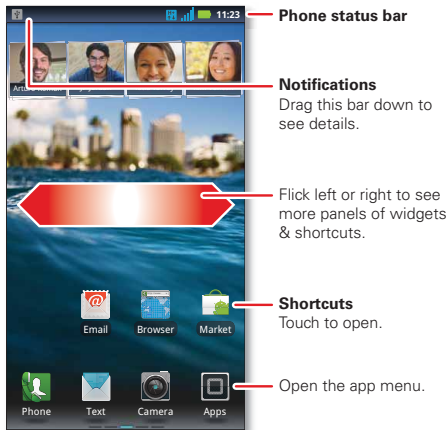 11:23
Phone status bar
Notifications
Drag this bar down to
see details.
Flick left or right to see
more panels of widgets
& shortcuts.
Email
Browser
Market
Shortcuts
Touch to open.
Phone
Text
Camera
Apps
Open the app menu.